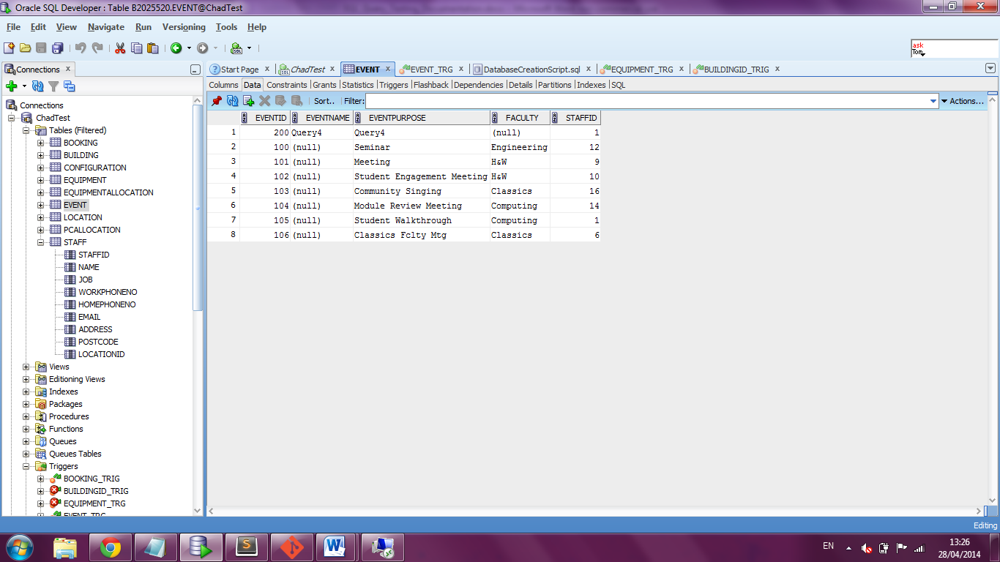 Oracle SQL Developer : Table B2025520.EVENT@ChadTest
File Edit View Navigate Run Versioning Tools Help
ask
Tom
Connections x
Start Page x ChadTest x EVENT x EVENT_TRG x DatabaseCreationScript.sql x EQUIPMENT_TRG x BUILDINGID_TRIG x
Columns Data Constraints Grants Statistics Triggers Flashback Dependencies Details Partitions Indexes SQL
Sort.. Filter: Actions...
EVENTID EVENTNAME EVENTPURPOSE FACULTY STAFFID
1 200 Query4 Query4 (null) 1
2 100 (null) Seminar Engineering 12
3 101 (null) Meeting H&W 9
4 102 (null) Student Engagement Meeting H&W 10
5 103 (null) Community Singing Classics 16
6 104 (null) Module Review Meeting Computing 14
7 105 (null) Student Walkthrough Computing 1
8 106 (null) Classics Fclty Mtg Classics 6
Connections
ChadTest
Tables (Filtered)
BOOKING
BUILDING
CONFIGURATION
EQUIPMENT
EQUIPMENTALLOCATION
EVENT
LOCATION
PCALLOCATION
STAFF
STAFFID
NAME
JOB
WORKPHONENO
HOMEPHONENO
EMAIL
ADDRESS
POSTCODE
LOCATIONID
Views
Editioning Views
Indexes
Packages
Procedures
Functions
Queues
Queues Tables
Triggers
BOOKING_TRIG
BUILDINGID_TRIG
EQUIPMENT_TRG
EVENT_TRG
Editing
EN 13:26
28/04/2014